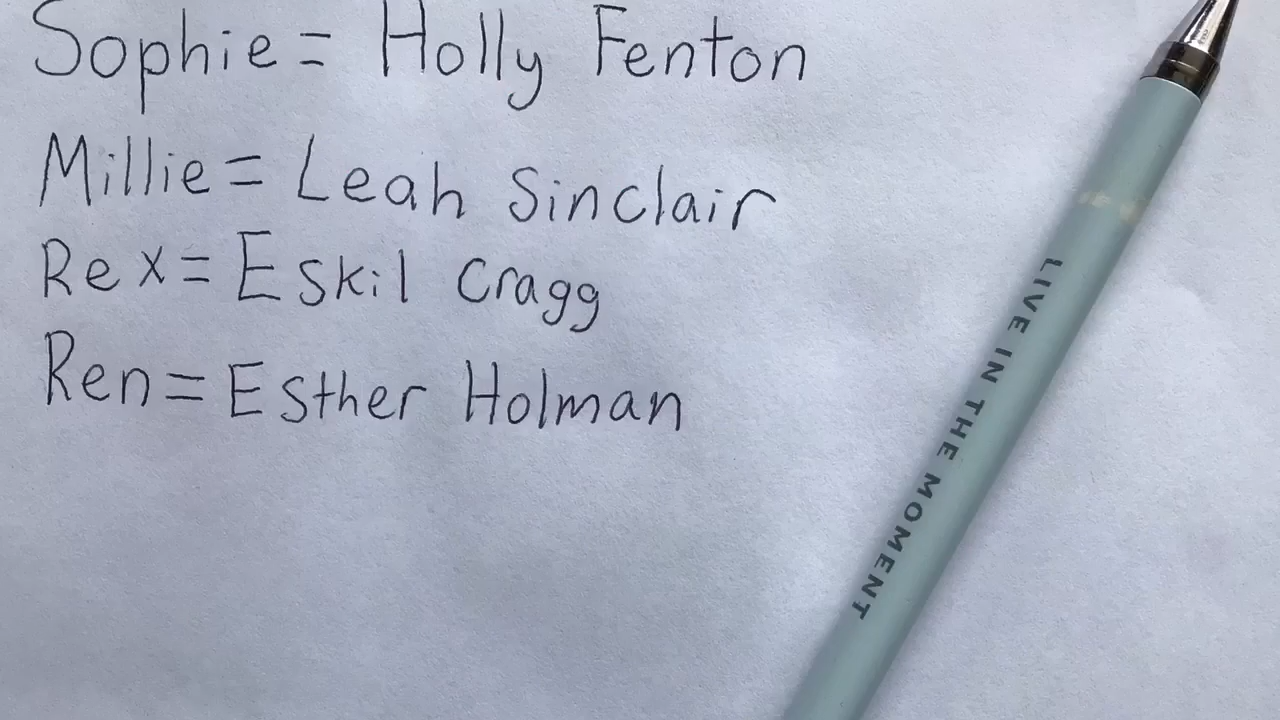 Sophie = Holly Fenton
Millie = Leah Sinclair
Rex = Eskil Cragg
Ren = Esther Holman
LIVE IN THE MOMENT